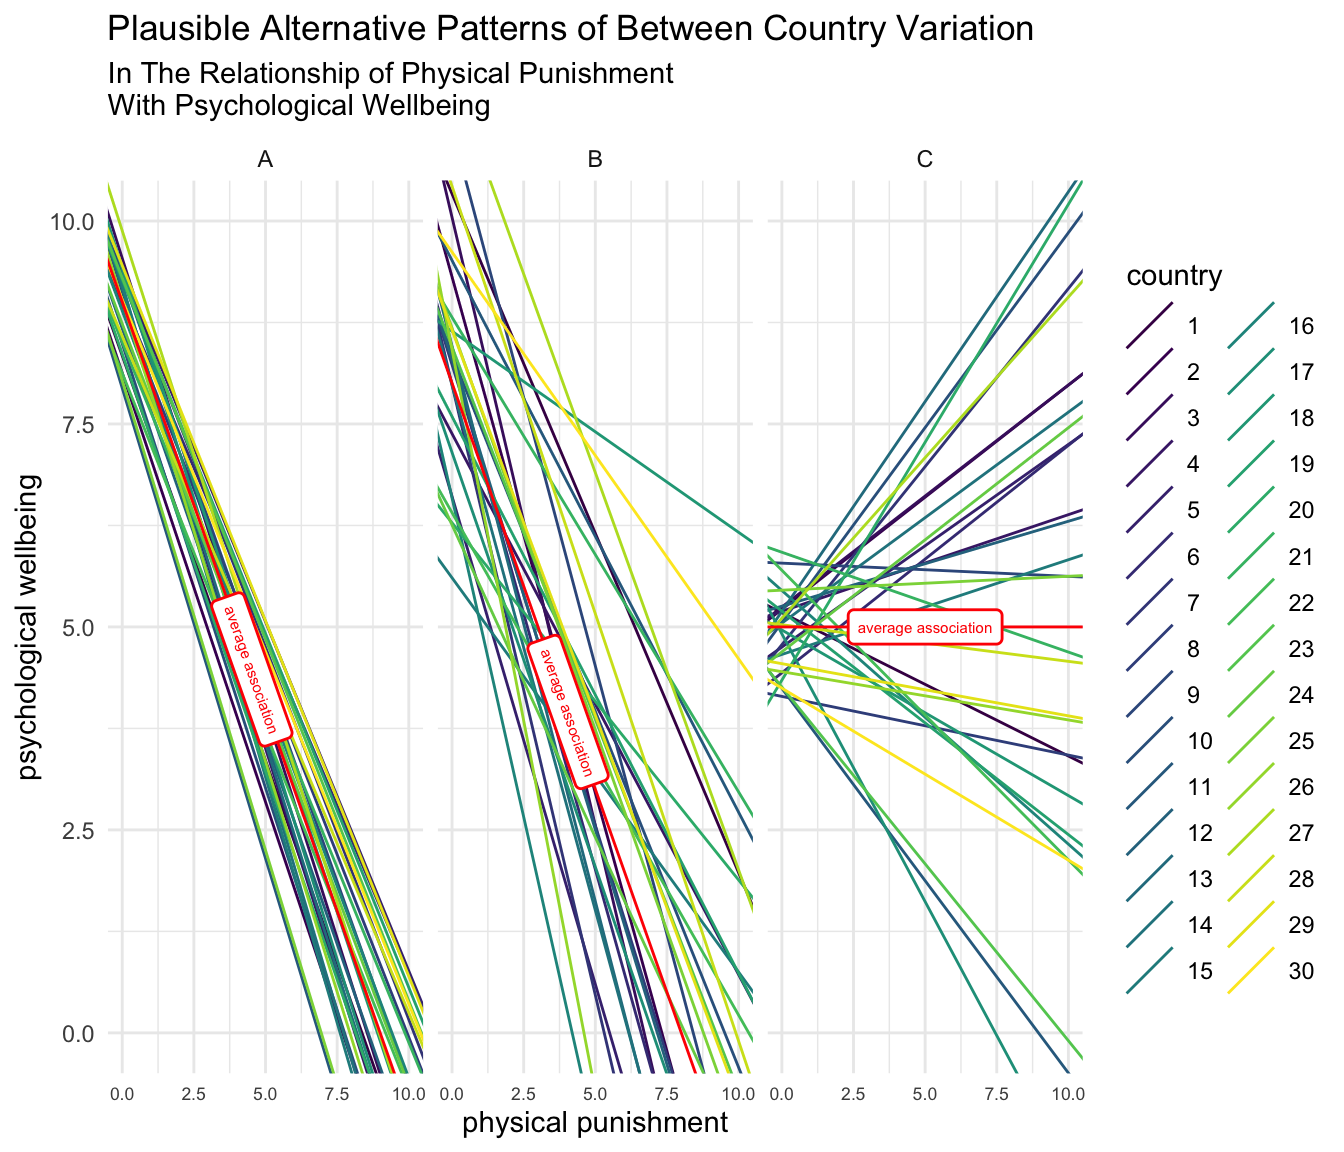 Plausible Alternative Patterns of Between Country Variation
In The Relationship of Physical Punishment
With Psychological Wellbeing
A
B
C
psychological wellbeing
10.0
7.5
5.0
2.5
0.0
average association
average association
average association
0.0 2.5 5.0 7.5 10.0
0.0 2.5 5.0 7.5 10.0
0.0 2.5 5.0 7.5 10.0
physical punishment
country
1
2
3
4
5
6
7
8
9
10
11
12
13
14
15
16
17
18
19
20
21
22
23
24
25
26
27
28
29
30